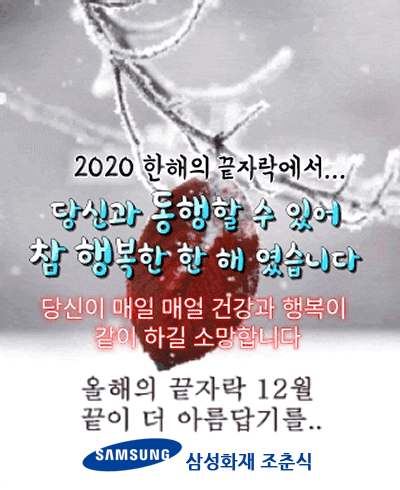 2020 한해의 끝자락에서...
당신과 동행할 수 있어
참 행복한 한 해 였습니다
당신이 매일 매일 건강과 행복이
같이 하길 소망합니다
올해의 끝자락 12월
끝이 더 아름답기를..
SAMSUNG 삼성화재 조춘식